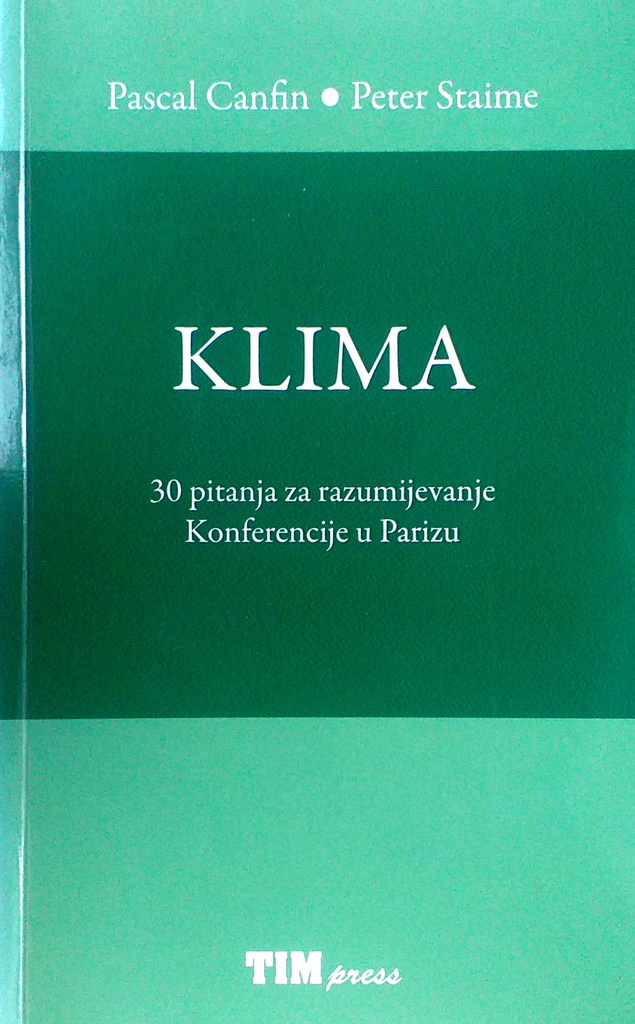 Pascal Canfin • Peter Staime
KLIMA
30 pitanja za razumijevanje
Konferencije u Parizu
TIM press